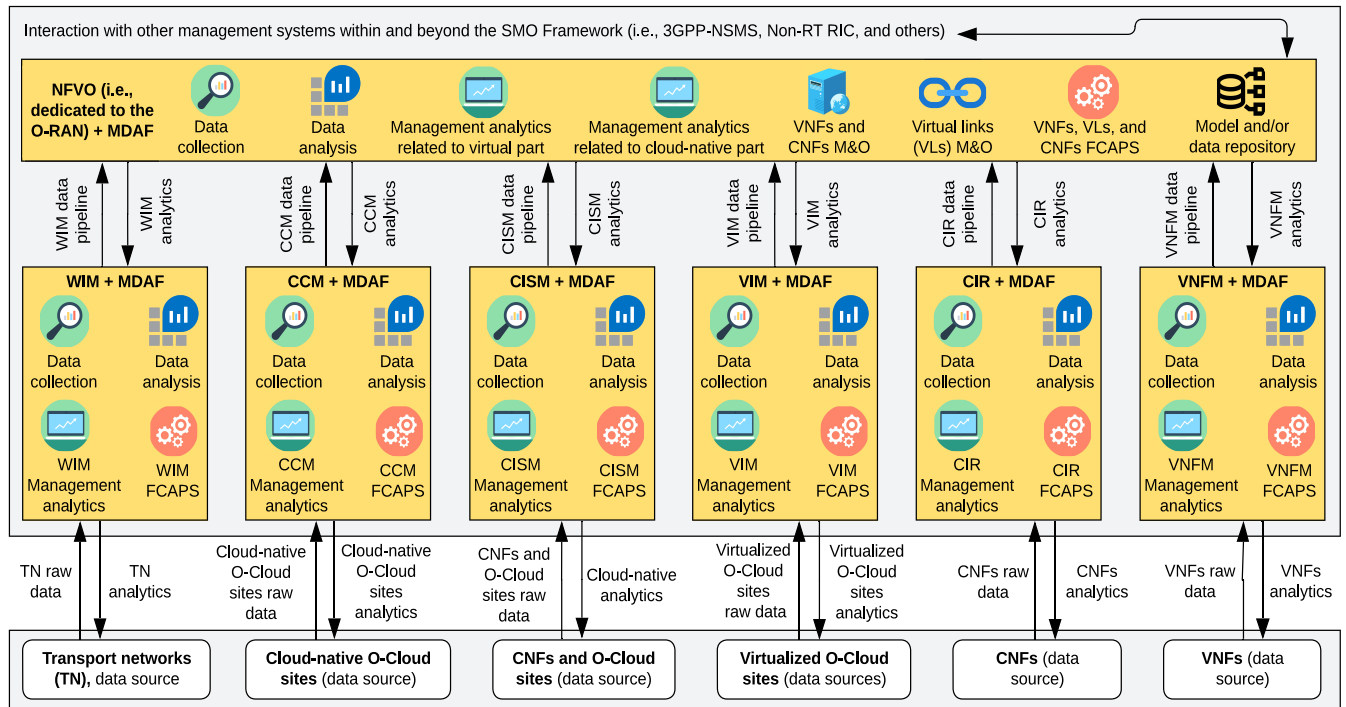 Interaction with other management systems within and beyond the SMO Framework (i.e., 3GPP-NSMS, Non-RT RIC, and others)
NFVO (i.e.,
dedicated to the
O-RAN) + MDAF
Data
collection
Data
analysis
Management analytics
related to virtual part
Management analytics
related to cloud-native part
VNFs and
CNFs M&O
Virtual links
(VLs) M&O
VNFs, VLs, and
CNFs FCAPS
Model and/or
data repository
WIM data
pipeline
WIM
analytics
CCM data
pipeline
CCM
analytics
CISM data
pipeline
CISM
analytics
VIM data
pipeline
VIM
analytics
CIR data
pipeline
CIR
analytics
VNFM data
pipeline
VNFM
analytics
WIM + MDAF
Data
collection
Data
analysis
WIM
Management
analytics
WIM
FCAPS
CCM + MDAF
Data
collection
Data
analysis
CCM
Management
analytics
CCM
FCAPS
CISM + MDAF
Data
collection
Data
analysis
CISM
Management
analytics
CISM
FCAPS
VIM + MDAF
Data
collection
Data
analysis
VIM
Management
analytics
VIM
FCAPS
CIR + MDAF
Data
collection
Data
analysis
CIR
Management
analytics
CIR
FCAPS
VNFM + MDAF
Data
collection
Data
analysis
VNFM
Management
analytics
VNFM
FCAPS
TN raw
data
TN
analytics
Cloud-native
O-Cloud
sites raw
data
Cloud-native
O-Cloud
sites
analytics
CNFs and
O-Cloud
sites raw
data
Cloud-native
analytics
Virtualized
O-Cloud
sites
raw data
Virtualized
O-Cloud
sites
analytics
CNFs raw
data
CNFs
analytics
VNFs raw
data
VNFs
analytics
Transport networks
(TN), data source
Cloud-native O-Cloud
sites (data source)
CNFs and O-Cloud
sites (data source)
Virtualized O-Cloud
sites (data sources)
CNFs (data
source)
VNFs (data
source)